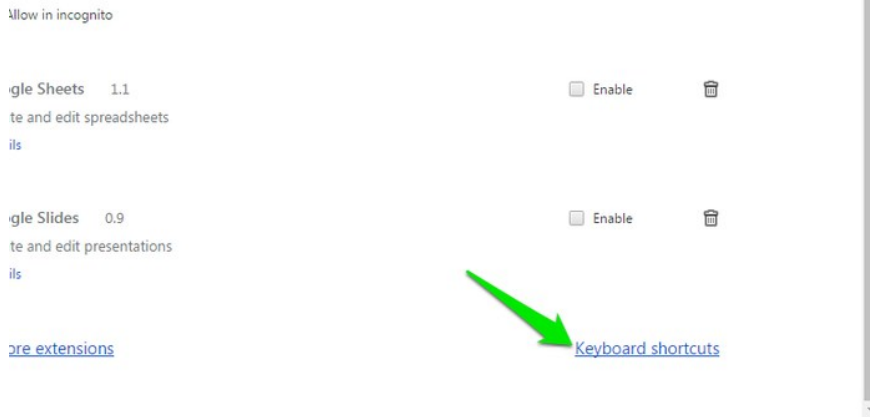 Allow in incognito
gle Sheets 1.1 Enable
te and edit spreadsheets
ils
gle Slides 0.9 Enable
te and edit presentations
ils
ore extensions Keyboard shortcuts